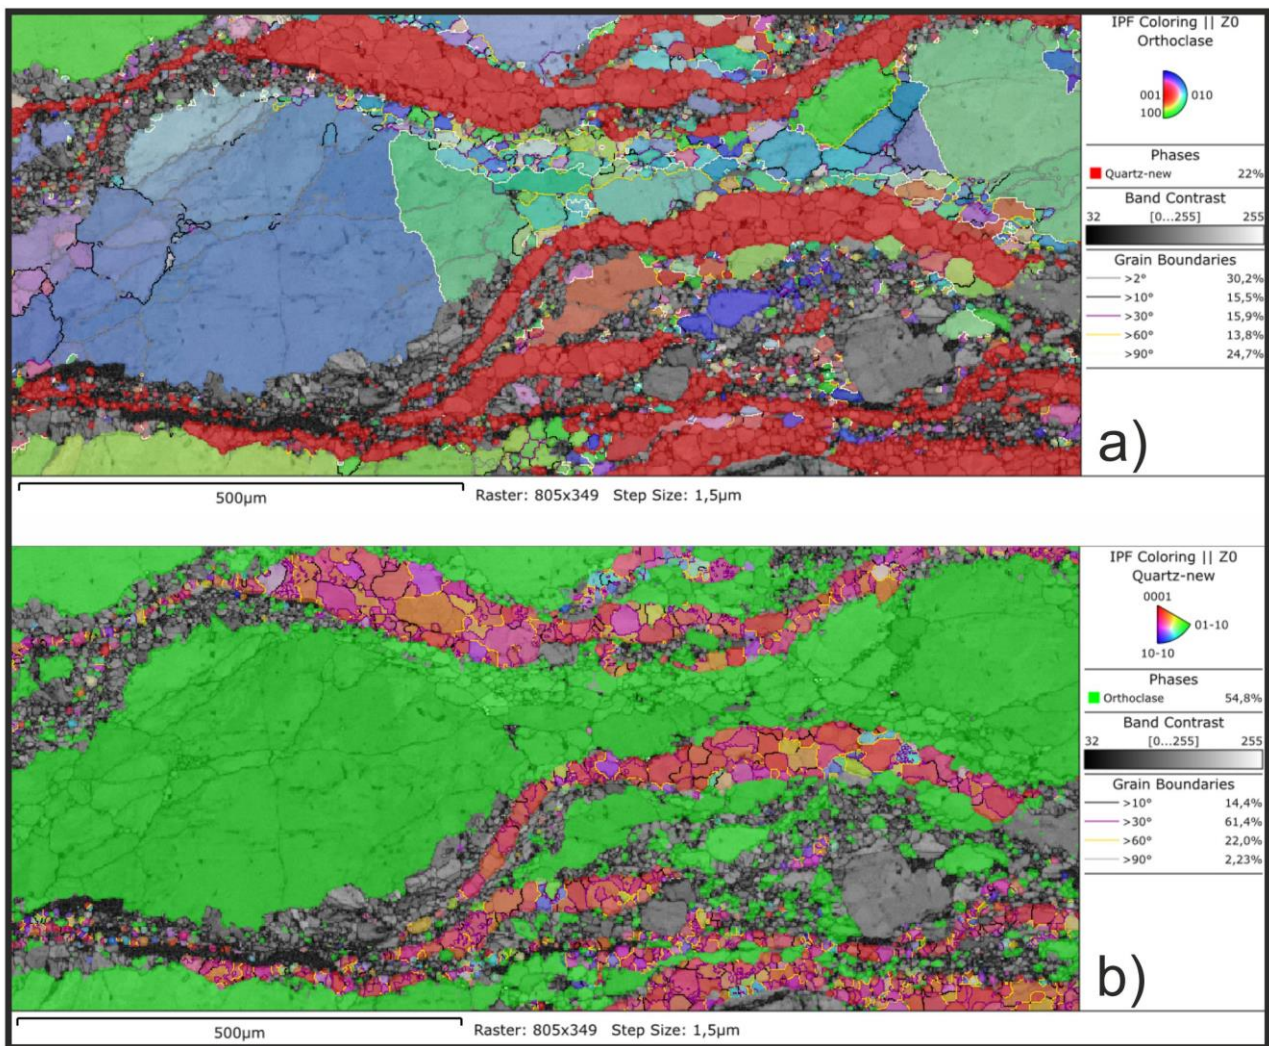 IPF Coloring || Z0
Orthoclase
001
010
100
Phases
Quartz-new 22%
Band Contrast
32 [0...255] 255
Grain Boundaries
>2° 30,2%
>10° 15,5%
>30° 15,9%
>60° 13,8%
>90° 24,7%
a)
500µm Raster: 805x349 Step Size: 1,5µm
IPF Coloring || Z0
Quartz-new
0001
01-10
10-10
Phases
Orthoclase 54,8%
Band Contrast
32 [0...255] 255
Grain Boundaries
>10° 14,4%
>30° 61,4%
>60° 22,0%
>90° 2,23%
b)
500µm Raster: 805x349 Step Size: 1,5µm